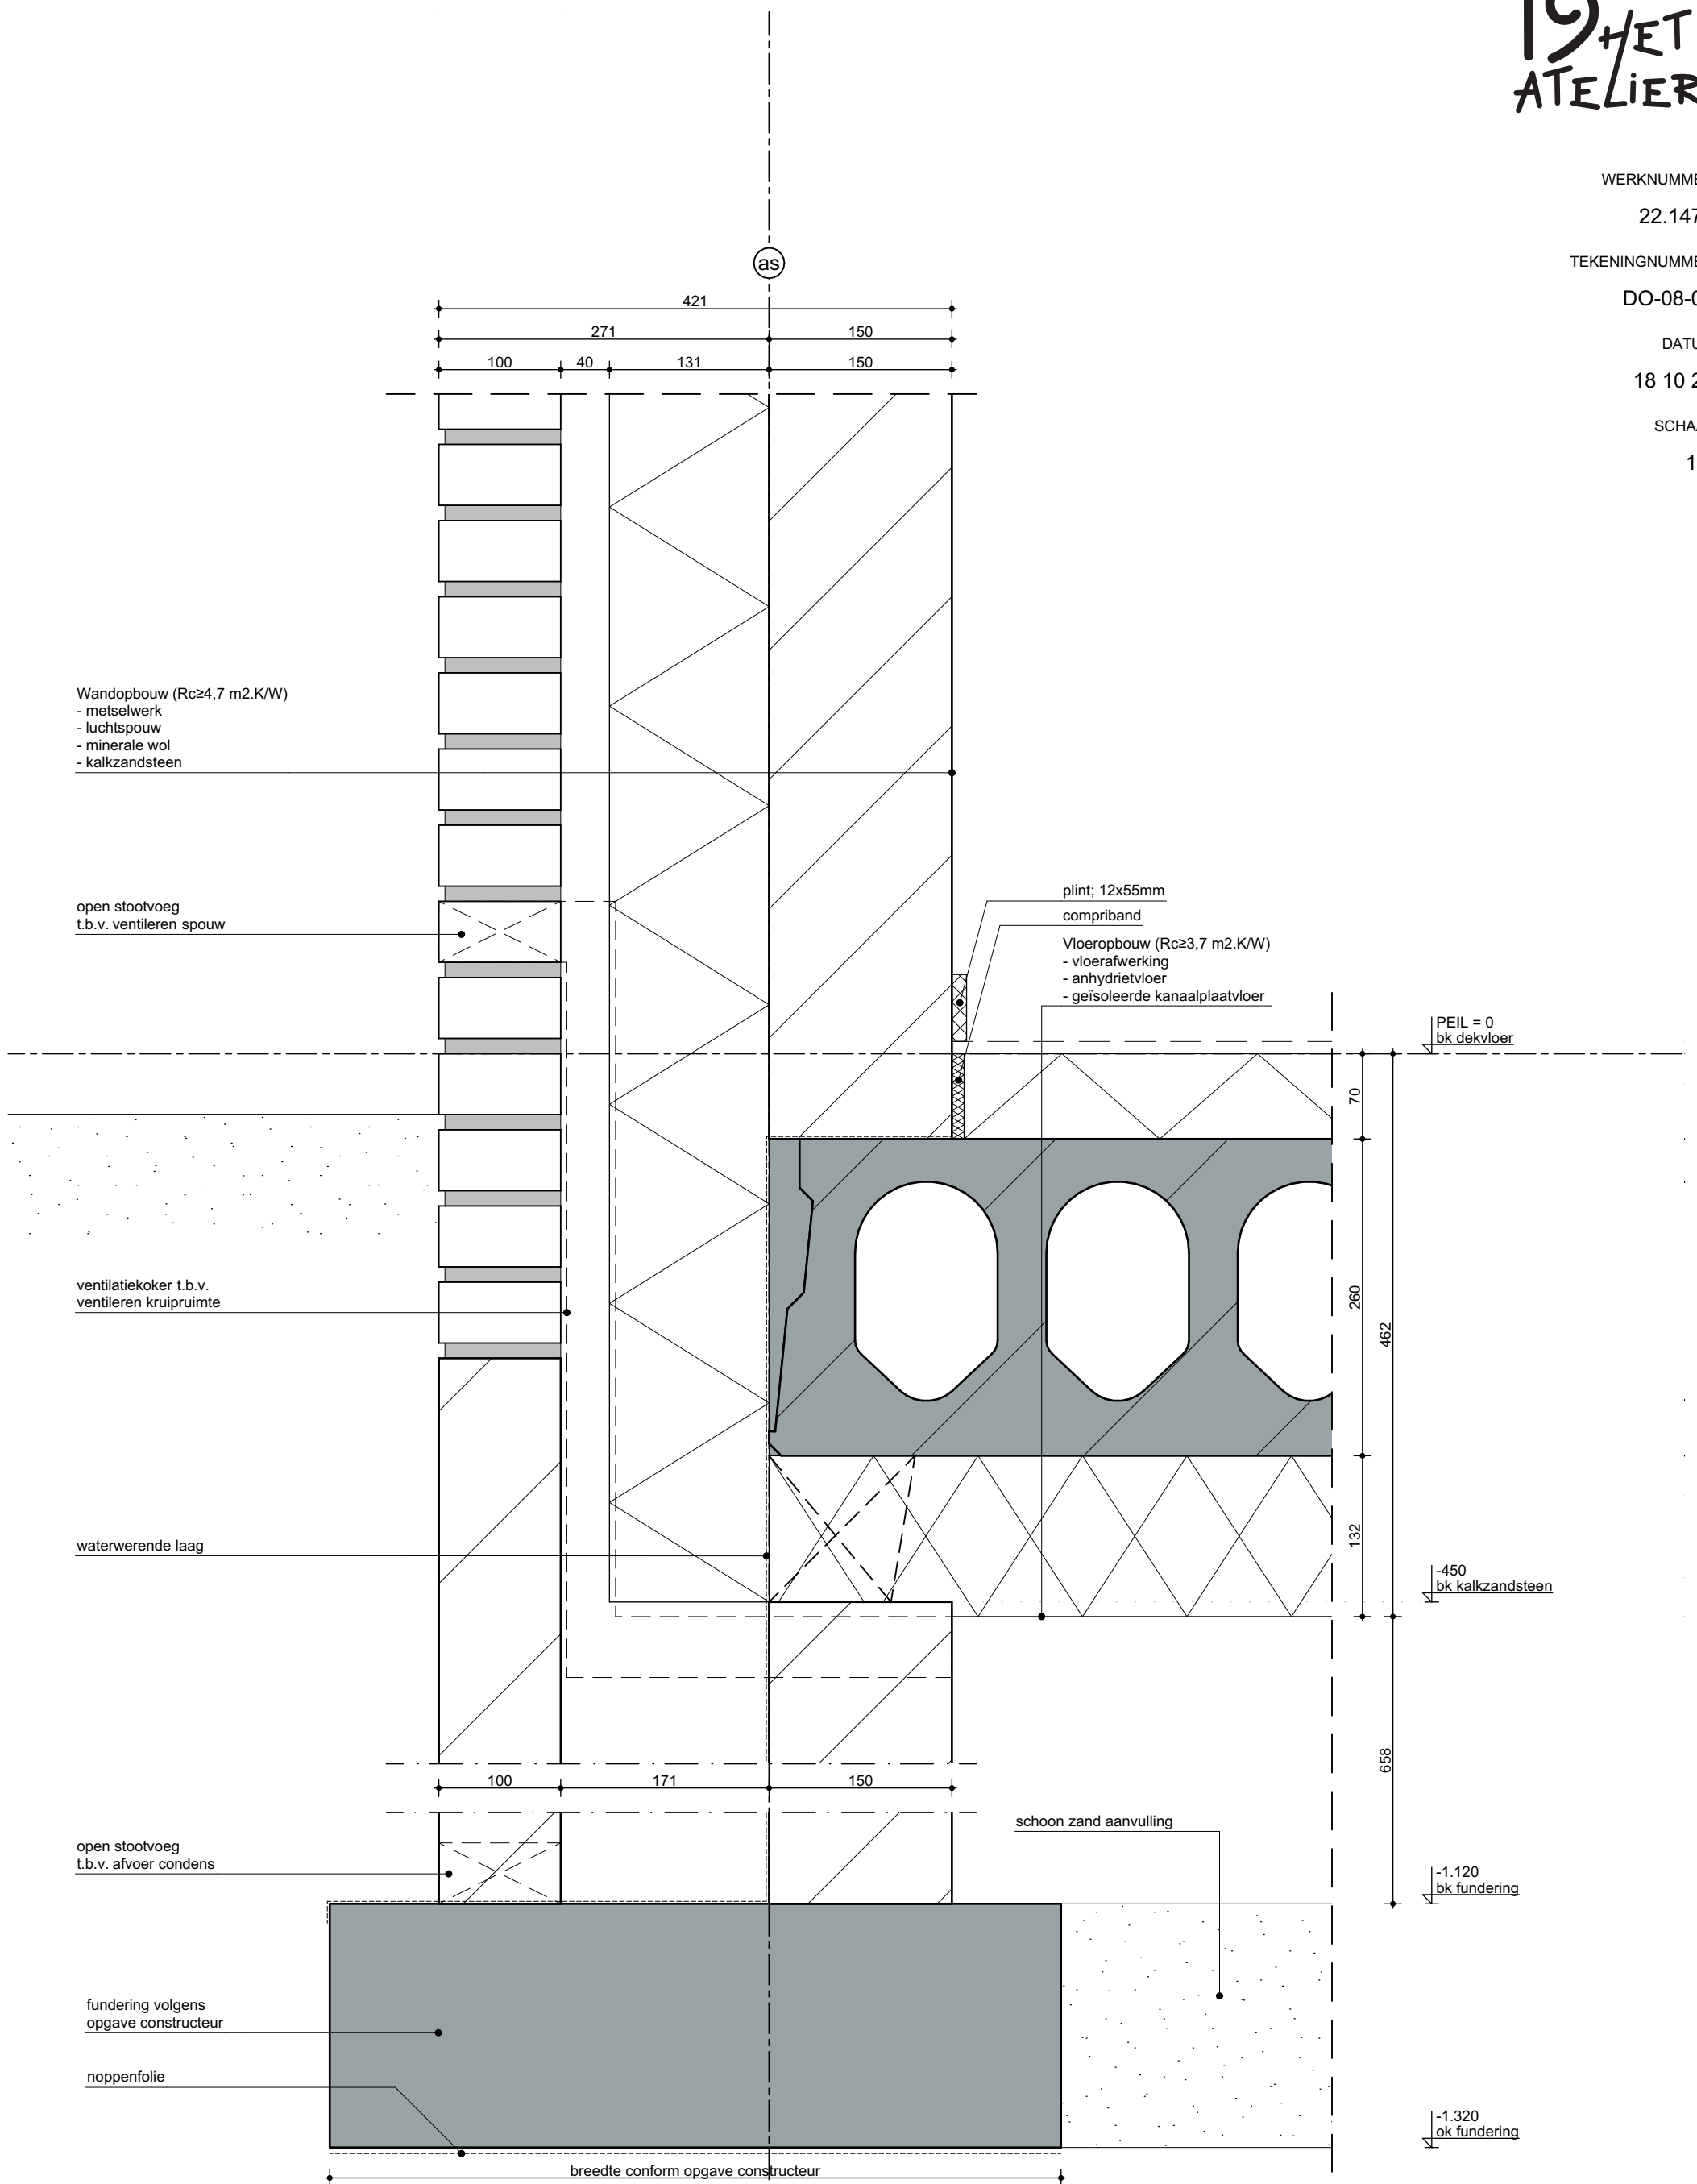 19 HET
ATELIER
WERKNUMME
22.147
TEKENINGNUMME
DO-08-0
DATU
18 10 2
SCHA
1
as
421
271
150
100
40
131
150
Wandopbouw (Rc≥4,7 m2.K/W)
- metselwerk
- luchtspouw
- minerale wol
- kalkzandsteen
open stootvoeg
t.b.v. ventileren spouw
plint; 12x55mm
compriband
Vloeropbouw (Rc≥3,7 m2.K/W)
- vloerafwerking
- anhydrietvloer
- geïsoleerde kanaalplaatvloer
PEIL = 0
bk dekvloer
70
260
462
ventilatiekoker t.b.v.
ventileren kruipruimte
waterwerende laag
132
-450
bk kalkzandsteen
658
100
171
150
schoon zand aanvulling
open stootvoeg
t.b.v. afvoer condens
-1.120
bk fundering
fundering volgens
opgave constructeur
noppenfolie
-1.320
ok fundering
breedte conform opgave constructeur